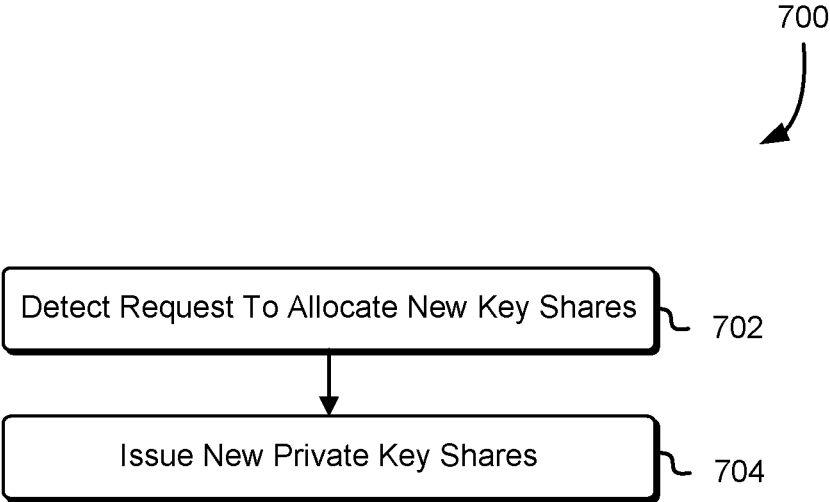 700
Detect Request To Allocate New Key Shares
702
Issue New Private Key Shares
704